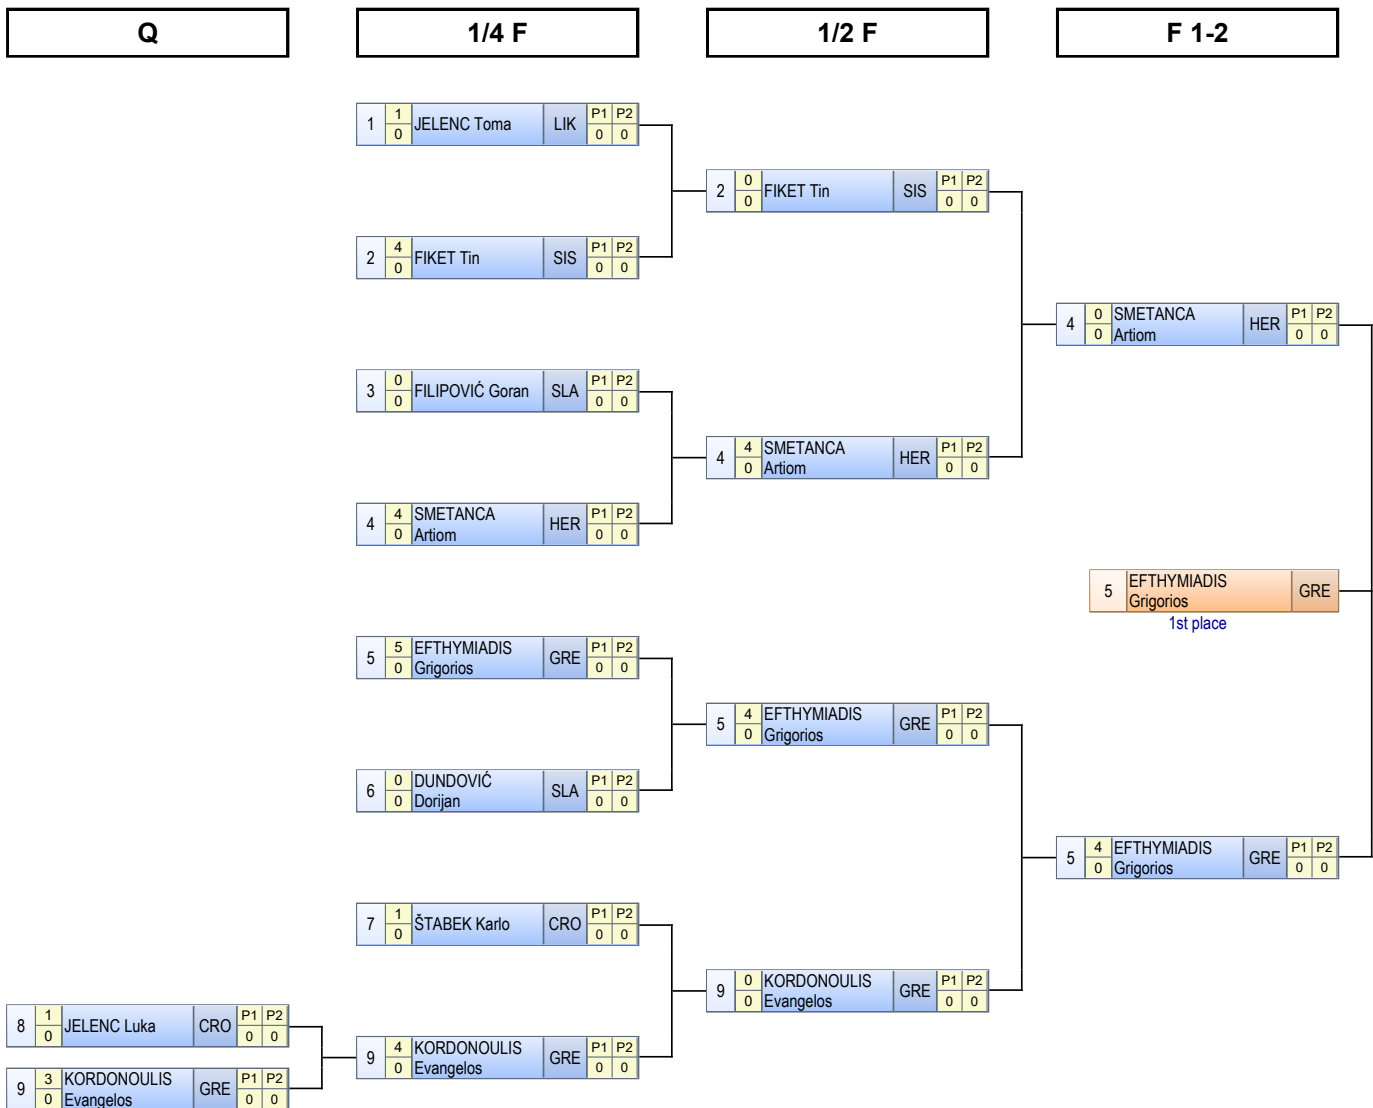 Q 1/4 F 1/2 F F 1-2
1 1 JELENC Toma LIK P1 P2
0 0 0
2 0 FIKET Tin SIS P1 P2
0 0 0
2 4 FIKET Tin SIS P1 P2
0 0 0
4 0 SMETANCA HER P1 P2
0 Artiom 0 0
3 0 FILIPOVIĆ Goran SLA P1 P2
0 0 0
4 4 SMETANCA HER P1 P2
0 Artiom 0 0
4 4 SMETANCA HER P1 P2
0 Artiom 0 0
5 EFTHYMIADIS GRE
Grigorios
1st place
5 5 EFTHYMIADIS GRE P1 P2
0 Grigorios 0 0
5 4 EFTHYMIADIS GRE P1 P2
0 Grigorios 0 0
6 0 DUNDOVIĆ SLA P1 P2
0 Dorijan 0 0
5 4 EFTHYMIADIS GRE P1 P2
0 Grigorios 0 0
7 1 ŠTABEK Karlo CRO P1 P2
0 0 0
9 0 KORDONOULIS GRE P1 P2
0 Evangelos 0 0
8 1 JELENC Luka CRO P1 P2
0 0 0
9 4 KORDONOULIS GRE P1 P2
0 Evangelos 0 0
9 3 KORDONOULIS GRE P1 P2
0 Evangelos 0 0